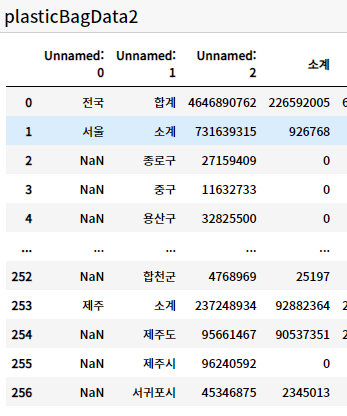 plasticBagData2
Unnamed: 0 Unnamed: 1 Unnamed: 2 소계
0 전국 합계 4646890762 226592005 6
1 서울 소계 731639315 926768
2 NaN 종로구 27159409 0
3 NaN 중구 11632733 0
4 NaN 용산구 32825500 0
... ... ... ... ...
252 NaN 합천군 4768969 25197
253 제주 소계 237248934 92882364 2
254 NaN 제주도 95661467 90537351 2
255 NaN 제주시 96240592 0
256 NaN 서귀포시 45346875 2345013